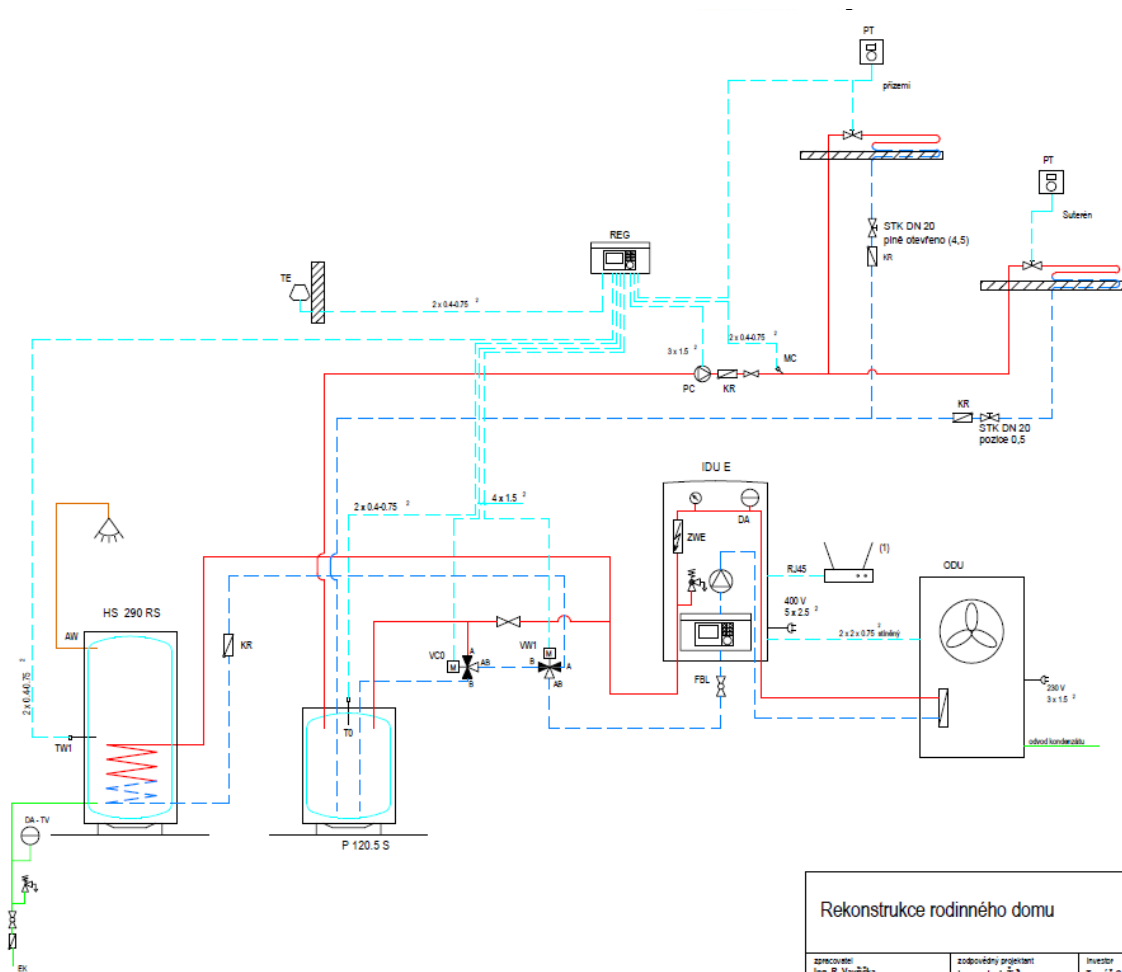 PT
přízemí
PT
Suterén
STK DN 20
plně otevřeno (4,5)
KR
REG
TE
2 x 0.4-0.75 2
2 x 0.4-0.75 2
MC
3 x 1.5 2
PC
KR
KR
STK DN 20
pozice 0,5
IDU E
4 x 1.5 2
2 x 0.4-0.75 2
DA
ZWE
RJ45
(1)
ODU
400 V
5 x 2.5 2
2 x 2 x 0.75 2 stíněný
HS 290 RS
AW
KR
VC0
M
A
AB
B
VW1
M
B
A
AB
FBL
230 V
3 x 1.5 2
2 x 0.4-0.75 2
T0
TW1
odvod kondenzátu
DA - TV
P 120.5 S
EK
Rekonstrukce rodinného domu
zpracovatel
zodpovědný projektant
Investor